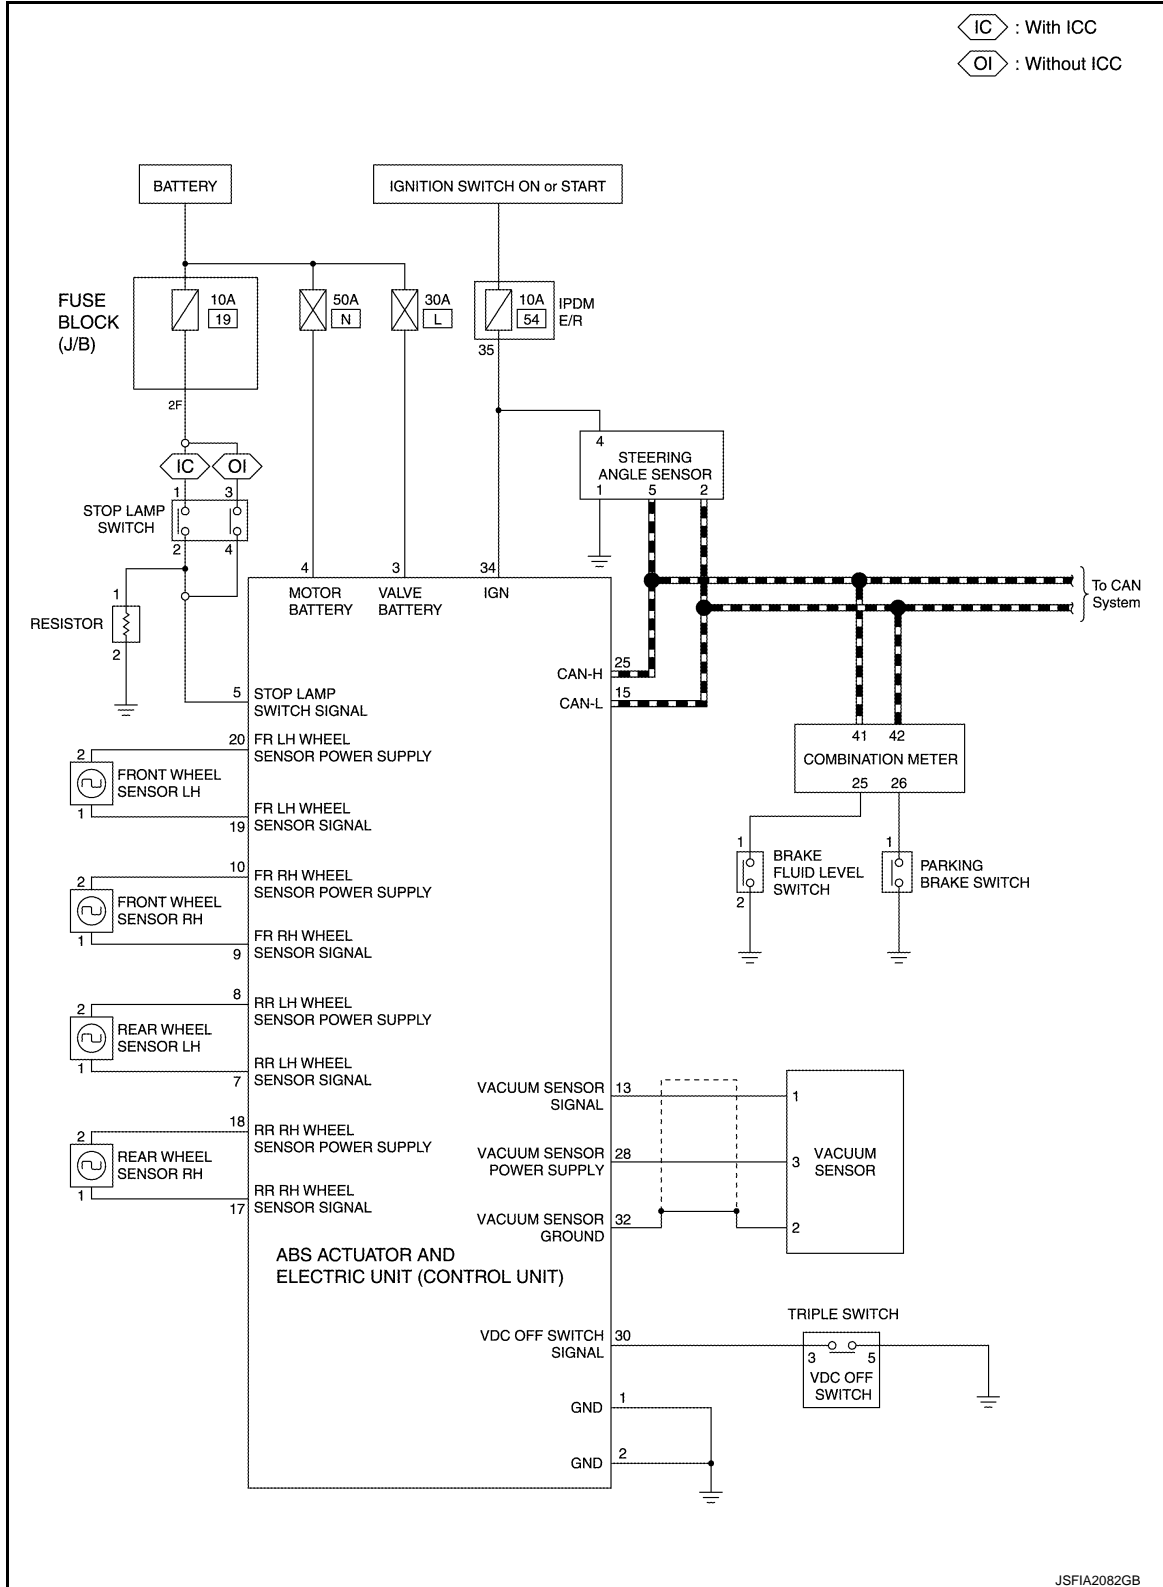 IC : With ICC
OI : Without ICC
BATTERY
IGNITION SWITCH ON or START
FUSE
BLOCK
(J/B)
10A
19
50A
N
30A
L
10A
54
IPDM
E/R
35
2F
IC
OI
1
3
STOP LAMP
SWITCH
2
4
4
STEERING
ANGLE SENSOR
1
5
2
1
RESISTOR
2
4
MOTOR
BATTERY
3
VALVE
BATTERY
34
IGN
To CAN
System
CAN-H
25
CAN-L
15
5
STOP LAMP
SWITCH SIGNAL
20
FR LH WHEEL
SENSOR POWER SUPPLY
2
FRONT WHEEL
SENSOR LH
1
FR LH WHEEL
SENSOR SIGNAL
19
41
42
COMBINATION METER
25
26
1
BRAKE
FLUID LEVEL
SWITCH
2
1
PARKING
BRAKE SWITCH
10
FR RH WHEEL
SENSOR POWER SUPPLY
2
FRONT WHEEL
SENSOR RH
1
FR RH WHEEL
SENSOR SIGNAL
9
8
RR LH WHEEL
SENSOR POWER SUPPLY
2
REAR WHEEL
SENSOR LH
1
RR LH WHEEL
SENSOR SIGNAL
7
18
RR RH WHEEL
SENSOR POWER SUPPLY
2
REAR WHEEL
SENSOR RH
1
RR RH WHEEL
SENSOR SIGNAL
17
VACUUM SENSOR
SIGNAL
13
1
VACUUM SENSOR
POWER SUPPLY
28
3
VACUUM
SENSOR
VACUUM SENSOR
GROUND
32
2
ABS ACTUATOR AND
ELECTRIC UNIT (CONTROL UNIT)
TRIPLE SWITCH
VDC OFF SWITCH
SIGNAL
30
3
5
VDC OFF
SWITCH
GND
1
GND
2
JSFIA2082GB